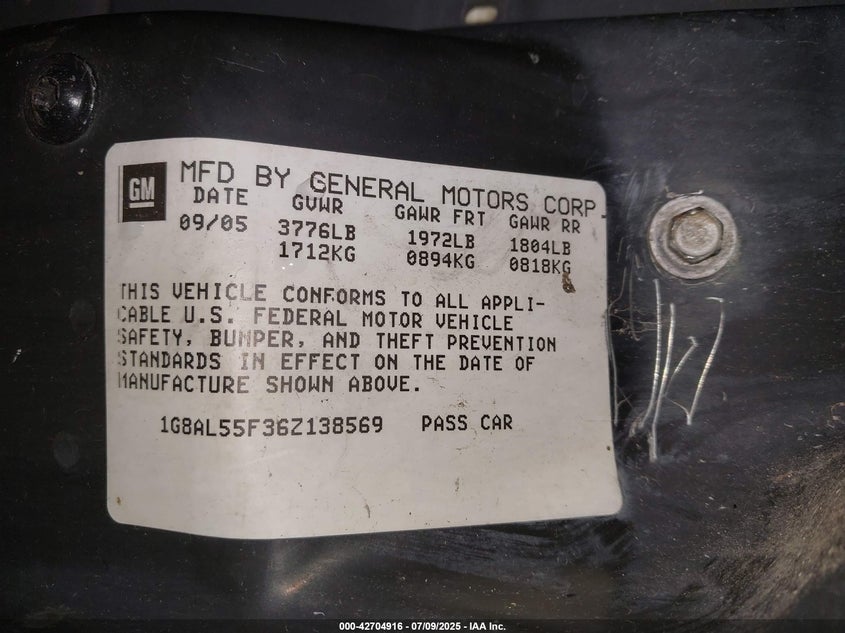 GM
MFD BY GENERAL MOTORS CORP.
DATE GVWR GAWR FRT GAWR RR
09/05 3776LB 1972LB 1804LB
1712KG 0894KG 0818KG
THIS VEHICLE CONFORMS TO ALL APPLI-
CABLE U.S. FEDERAL MOTOR VEHICLE
SAFETY, BUMPER, AND THEFT PREVENTION
STANDARDS IN EFFECT ON THE DATE OF
MANUFACTURE SHOWN ABOVE.
1G8AL55F36Z138569 PASS CAR
000-42704916 - 07/09/2025 - IAA Inc.